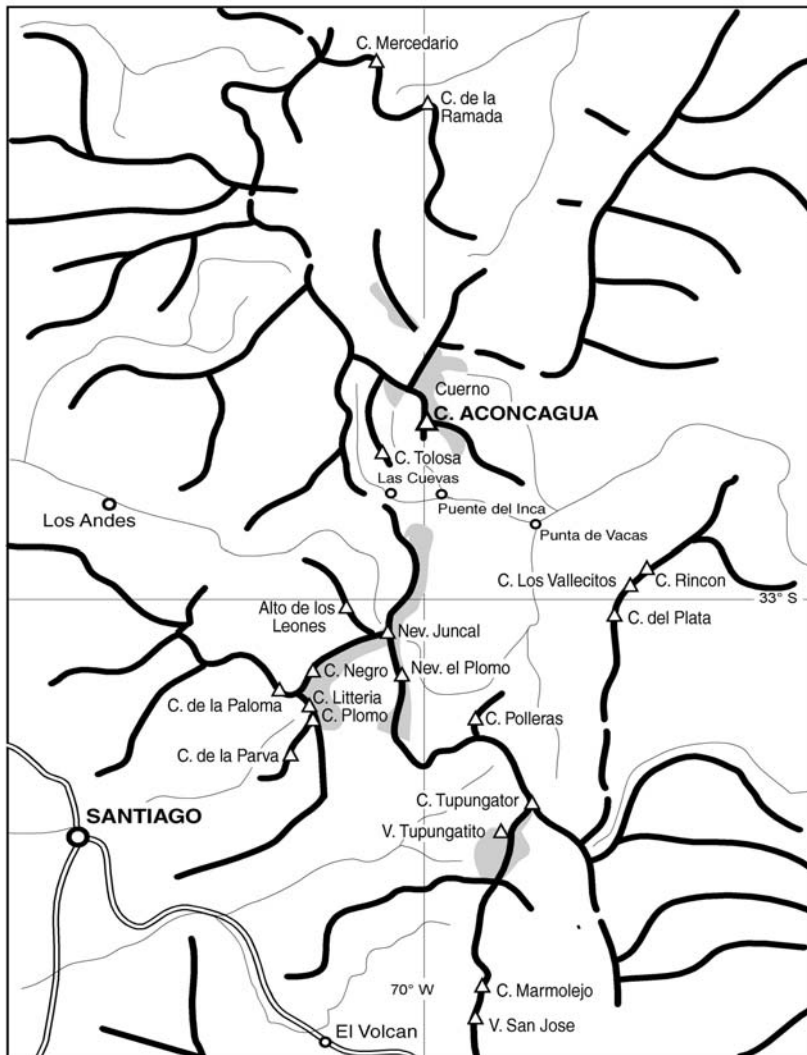 C. Mercedario
C. de la
Ramada
Cuerno
C. ACONCAGUA
C. Tolosa
Las Cuevas
Puente del Inca
Los Andes
Punta de Vacas
C. Rincon
C. Los Vallecitos
33° S
Alto de los
Leones
C. del Plata
Nev. Juncal
C. Negro
Nev. el Plomo
C. de la Paloma
C. Litteria
C. Plomo
C. Polleras
C. de la Parva
C. Tupungator
SANTIAGO
V. Tupungatito
70° W
C. Marmolejo
V. San Jose
El Volcan